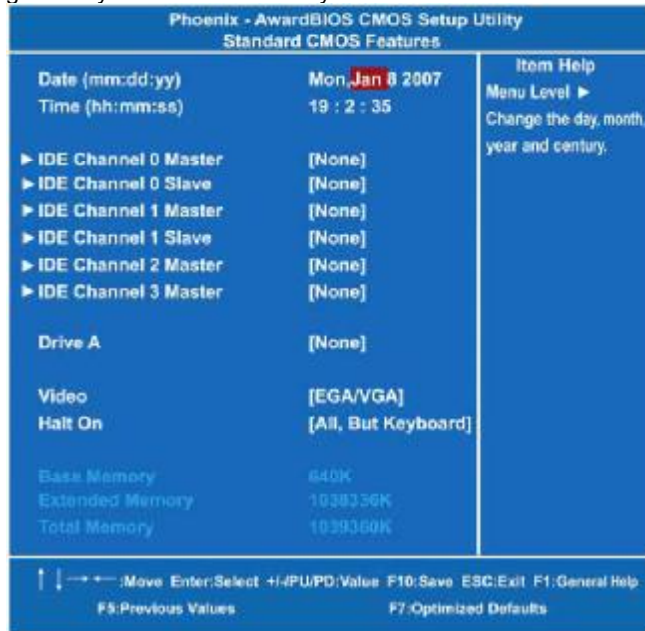 Phoenix - AwardBIOS CMOS Setup Utility
Standard CMOS Features
Date (mm:dd:yy) Mon,Jan 8 2007
Time (hh:mm:ss) 19 : 2 : 35
► IDE Channel 0 Master [None]
► IDE Channel 0 Slave [None]
► IDE Channel 1 Master [None]
► IDE Channel 1 Slave [None]
► IDE Channel 2 Master [None]
► IDE Channel 3 Master [None]
Drive A [None]
Video [EGA/VGA]
Halt On [All, But Keyboard]
Base Memory 640K
Extended Memory 1038336K
Total Memory 1039360K
Item Help
Menu Level ►
Change the day, month,
year and century.
↑ ↓ → ← :Move Enter:Select +/-/PU/PD:Value F10:Save ESC:Exit F1:General Help
F5:Previous Values F7:Optimized Defaults